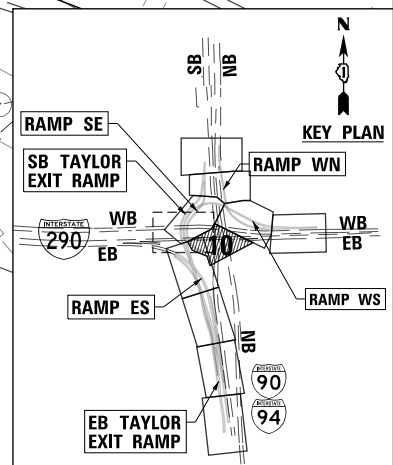 N
SB
NB
1
KEY PLAN
RAMP SE
SB TAYLOR
EXIT RAMP
RAMP WN
INTERSTATE
290
WB
EB
10
WB
EB
RAMP ES
RAMP WS
NB
INTERSTATE
90
INTERSTATE
94
EB TAYLOR
EXIT RAMP